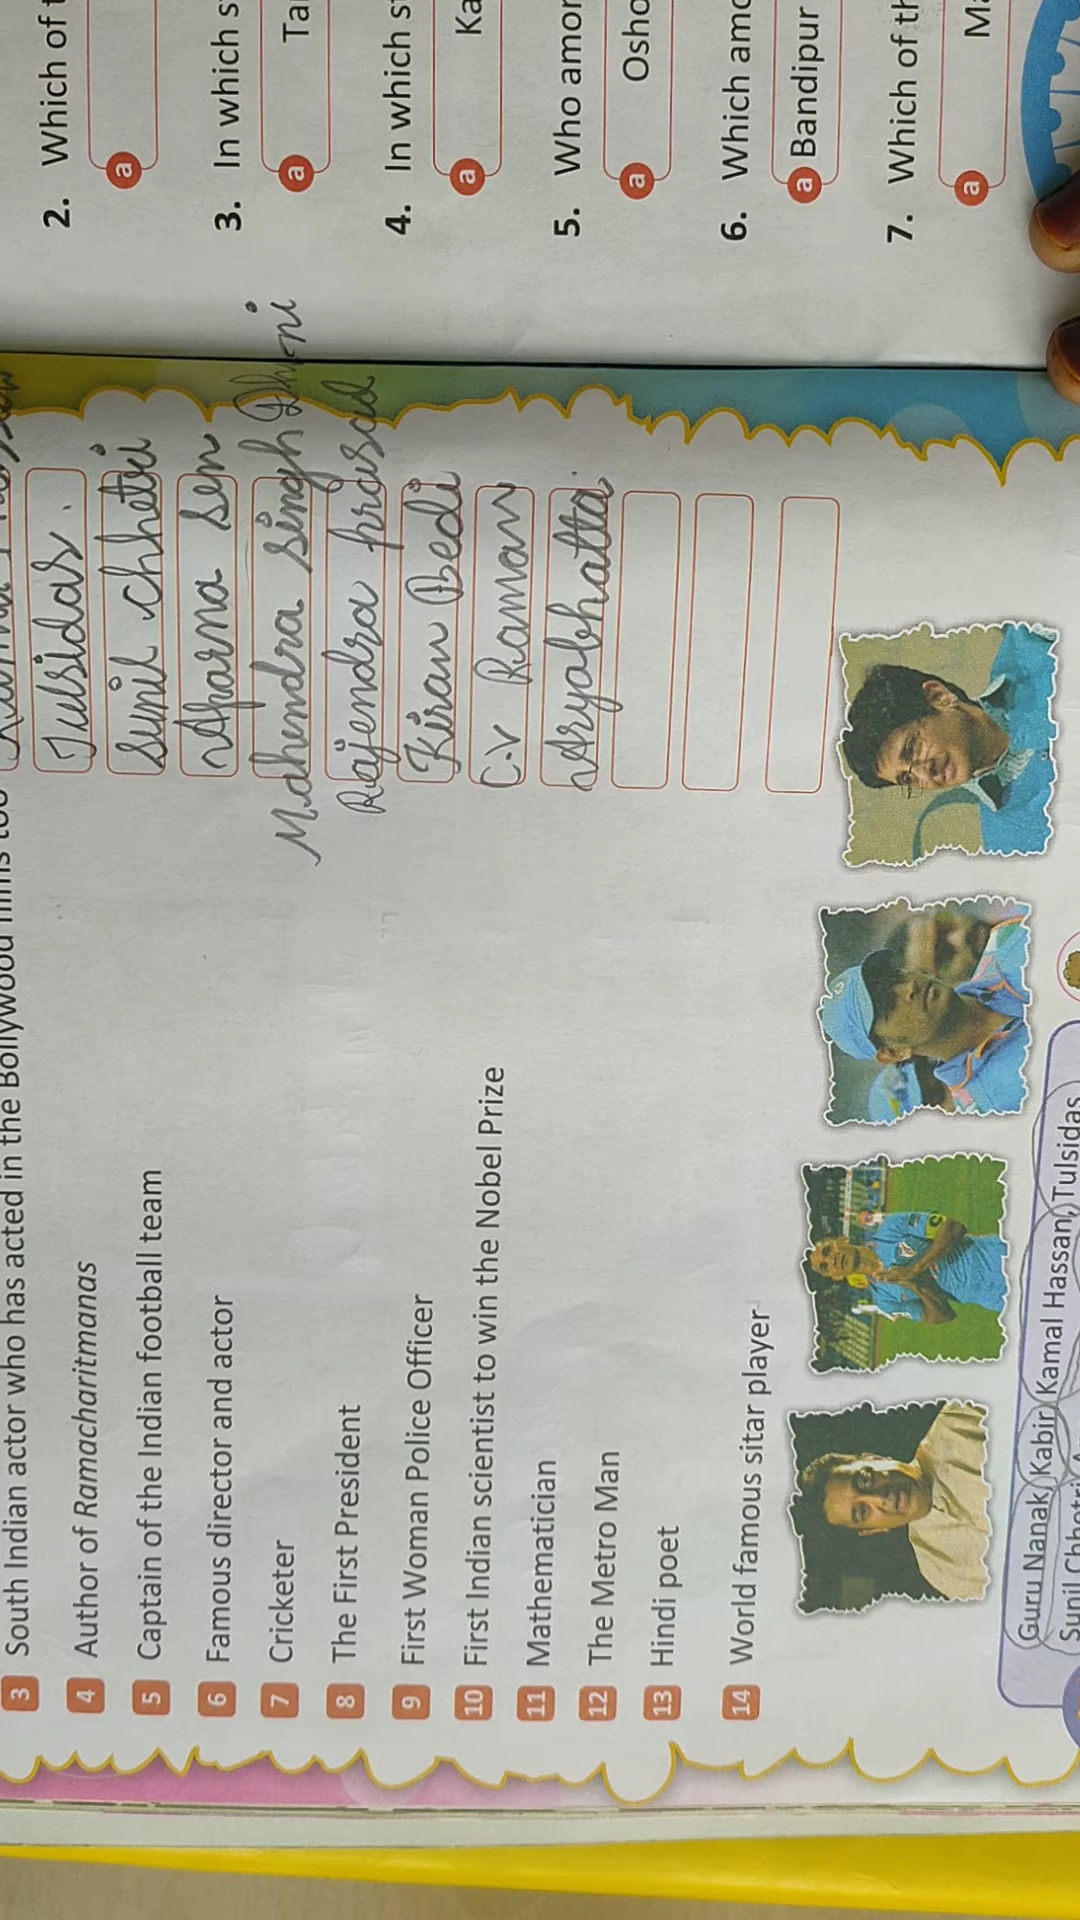 3 South Indian actor who has acted in the Bollywood films too
4 Author of Ramacharitmanas Tulsidas.
5 Captain of the Indian football team Sunil Chhetri
6 Famous director and actor Aparna Sen
7 Cricketer Mahendra Singh Dhoni
8 The First President Rajendra prasad
9 First Woman Police Officer Kiran Bedi
10 First Indian scientist to win the Nobel Prize C.V Raman
11 Mathematician Aryabhatta.
12 The Metro Man
13 Hindi poet
14 World famous sitar player
Guru Nanak, Kabir, Kamal Hassan, Tulsidas
Sunil Chhetri
2. Which of
a
3. In which
a
4. In which
a
5. Who
a Osho
6. Which
a Bandipur
7. Which of
a